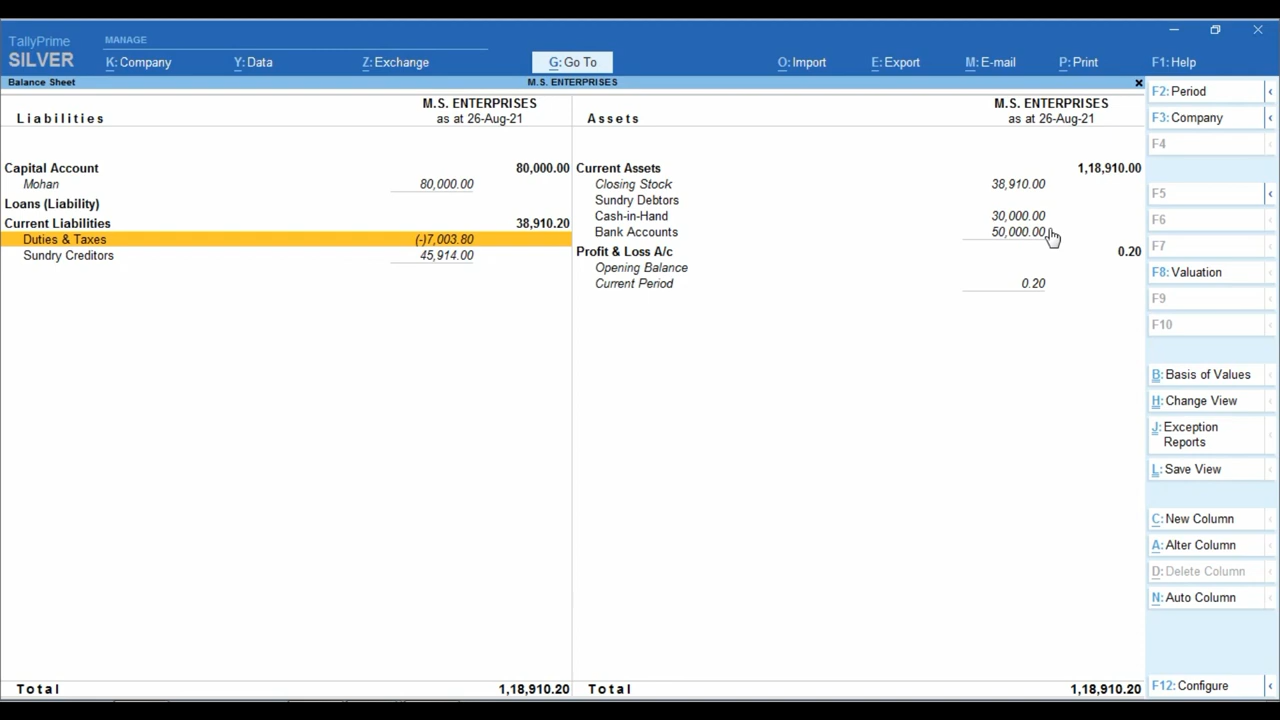 TallyPrime
SILVER
MANAGE
K: Company
Y: Data
Z: Exchange
G: Go To
O: Import
E: Export
M: E-mail
P: Print
F1: Help
Balance Sheet
M.S. ENTERPRISES
Liabilities
M.S. ENTERPRISES
as at 26-Aug-21
Capital Account 80,000.00
Mohan 80,000.00
Loans (Liability)
Current Liabilities 38,910.20
Duties & Taxes (-)7,003.80
Sundry Creditors 45,914.00
Total 1,18,910.20
Assets
M.S. ENTERPRISES
as at 26-Aug-21
Current Assets 1,18,910.00
Closing Stock 38,910.00
Sundry Debtors
Cash-in-Hand 30,000.00
Bank Accounts 50,000.00
Profit & Loss A/c 0.20
Opening Balance
Current Period 0.20
Total 1,18,910.20
F2: Period
F3: Company
F4
F5
F6
F7
F8: Valuation
F9
F10
B: Basis of Values
H: Change View
J: Exception
Reports
L: Save View
C: New Column
A: Alter Column
D: Delete Column
N: Auto Column
F12: Configure